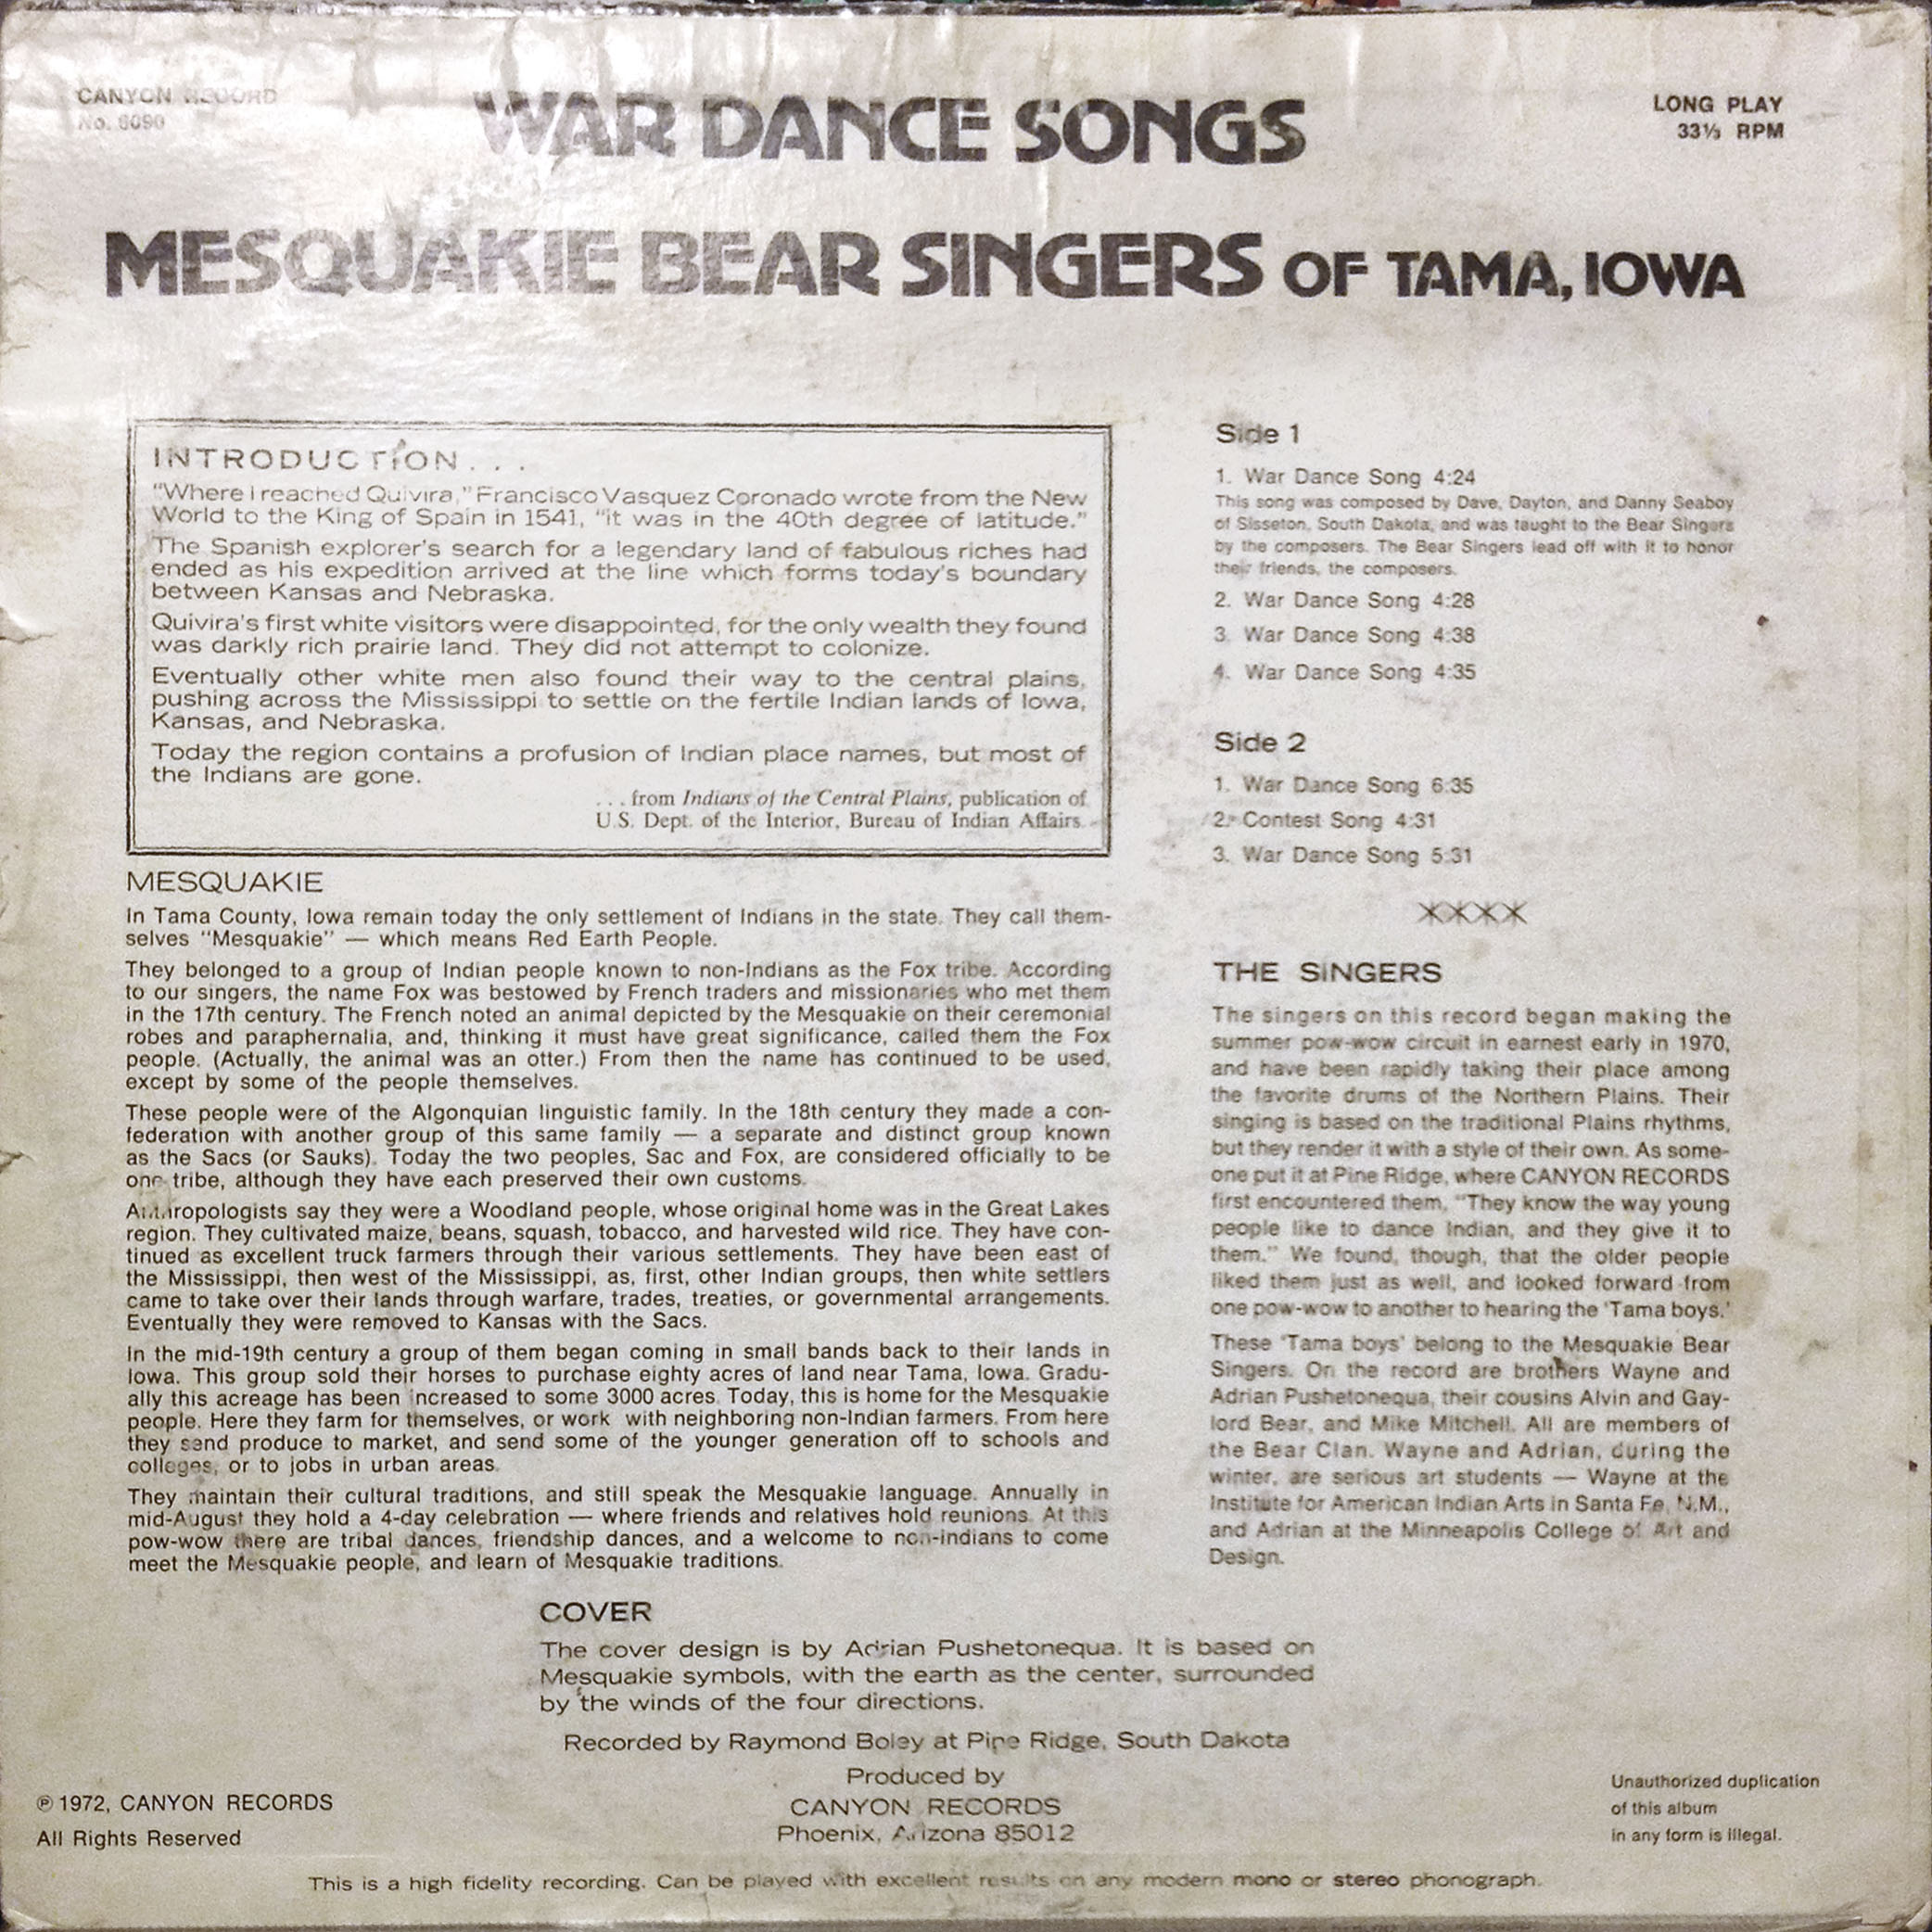 CANYON RECORD
No. 6090
LONG PLAY
33⅓ RPM
WAR DANCE SONGS
MESQUAKIE BEAR SINGERS OF TAMA, IOWA
INTRODUCTION . . .
"Where I reached Quivira," Francisco Vasquez Coronado wrote from the New
World to the King of Spain in 1541, "it was in the 40th degree of latitude."
The Spanish explorer's search for a legendary land of fabulous riches had
ended as his expedition arrived at the line which forms today's boundary
between Kansas and Nebraska.
Quivira's first white visitors were disappointed, for the only wealth they found
was darkly rich prairie land. They did not attempt to colonize.
Eventually other white men also found their way to the central plains,
pushing across the Mississippi to settle on the fertile Indian lands of Iowa,
Kansas, and Nebraska.
Today the region contains a profusion of Indian place names, but most of
the Indians are gone.
. . . from Indians of the Central Plains, publication of
U.S. Dept. of the Interior, Bureau of Indian Affairs
MESQUAKIE
In Tama County, Iowa remain today the only settlement of Indians in the state. They call them-
selves "Mesquakie" — which means Red Earth People.
They belonged to a group of Indian people known to non-Indians as the Fox tribe. According
to our singers, the name Fox was bestowed by French traders and missionaries who met them
in the 17th century. The French noted an animal depicted by the Mesquakie on their ceremonial
robes and paraphernalia, and, thinking it must have great significance, called them the Fox
people. (Actually, the animal was an otter.) From then the name has continued to be used,
except by some of the people themselves.
These people were of the Algonquian linguistic family. In the 18th century they made a con-
federation with another group of this same family — a separate and distinct group known
as the Sacs (or Sauks). Today the two peoples, Sac and Fox, are considered officially to be
one tribe, although they have each preserved their own customs.
Anthropologists say they were a Woodland people, whose original home was in the Great Lakes
region. They cultivated maize, beans, squash, tobacco, and harvested wild rice. They have con-
tinued as excellent truck farmers through their various settlements. They have been east of
the Mississippi, then west of the Mississippi, as, first, other Indian groups, then white settlers
came to take over their lands through warfare, trades, treaties, or governmental arrangements.
Eventually they were removed to Kansas with the Sacs.
In the mid-19th century a group of them began coming in small bands back to their lands in
Iowa. This group sold their horses to purchase eighty acres of land near Tama, Iowa. Gradu-
ally this acreage has been increased to some 3000 acres. Today, this is home for the Mesquakie
people. Here they farm for themselves, or work with neighboring non-Indian farmers. From here
they send produce to market, and send some of the younger generation off to schools and
colleges, or to jobs in urban areas.
They maintain their cultural traditions, and still speak the Mesquakie language. Annually in
mid-August they hold a 4-day celebration — where friends and relatives hold reunions. At this
pow-wow there are tribal dances, friendship dances, and a welcome to non-Indians to come
meet the Mesquakie people, and learn of Mesquakie traditions.
Side 1
1. War Dance Song 4:24
This song was composed by Dave, Dayton, and Danny Seaboy
of Sisseton, South Dakota, and was taught to the Bear Singers
by the composers. The Bear Singers lead off with it to honor
their friends, the composers.
2. War Dance Song 4:28
3. War Dance Song 4:38
4. War Dance Song 4:35
Side 2
1. War Dance Song 6:35
2. Contest Song 4:31
3. War Dance Song 5:31
XXXX
THE SINGERS
The singers on this record began making the
summer pow-wow circuit in earnest early in 1970,
and have been rapidly taking their place among
the favorite drums of the Northern Plains. Their
singing is based on the traditional Plains rhythms,
but they render it with a style of their own. As some-
one put it at Pine Ridge, where CANYON RECORDS
first encountered them, "They know the way young
people like to dance Indian, and they give it to
them." We found, though, that the older people
liked them just as well, and looked forward from
one pow-wow to another to hearing the 'Tama boys.'
These 'Tama boys' belong to the Mesquakie Bear
Singers. On the record are brothers Wayne and
Adrian Pushetonequa, their cousins Alvin and Gay-
lord Bear, and Mike Mitchell. All are members of
the Bear Clan. Wayne and Adrian, during the
winter, are serious art students — Wayne at the
Institute for American Indian Arts in Santa Fe, N.M.,
and Adrian at the Minneapolis College of Art and
Design.
COVER
The cover design is by Adrian Pushetonequa. It is based on
Mesquakie symbols, with the earth as the center, surrounded
by the winds of the four directions.
Recorded by Raymond Boley at Pine Ridge, South Dakota
Produced by
CANYON RECORDS
Phoenix, Arizona 85012
℗ 1972, CANYON RECORDS
All Rights Reserved
Unauthorized duplication
of this album
in any form is illegal.
This is a high fidelity recording. Can be played with excellent results on any modern mono or stereo phonograph.